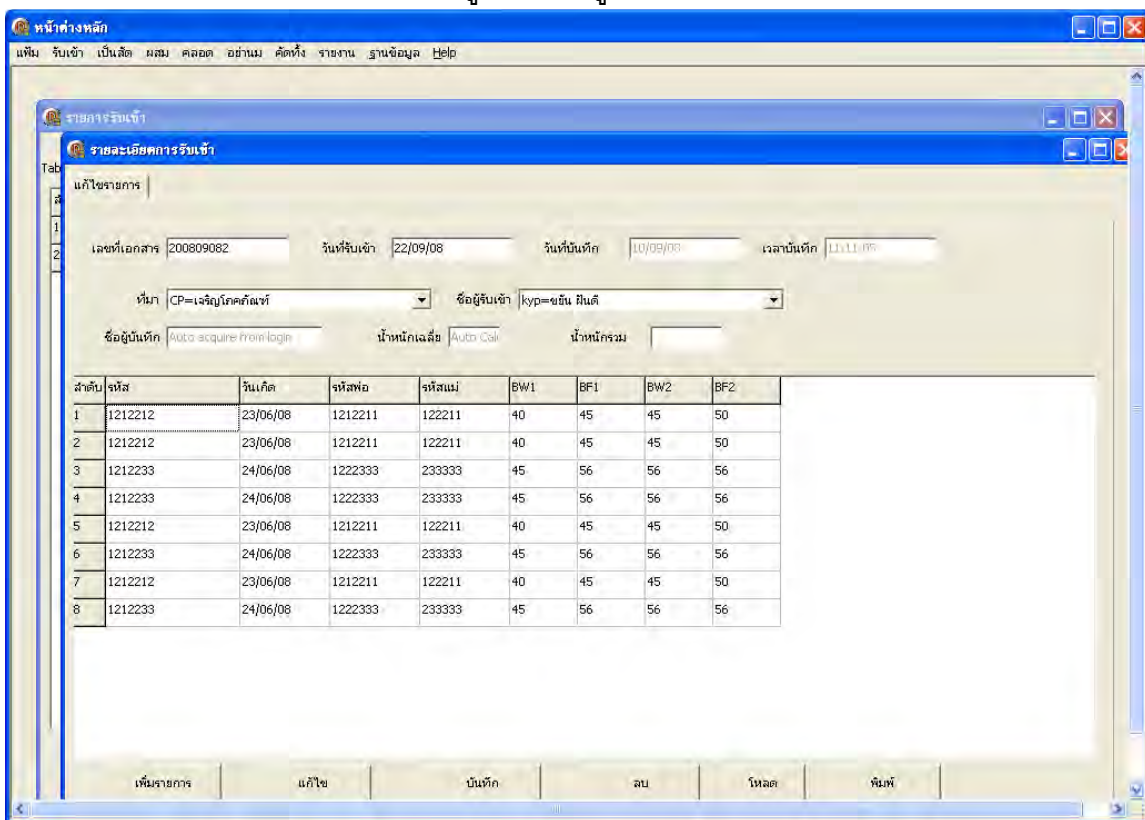 หน้าต่างหลัก
แฟ้ม รับเข้า เป็นสัด ผสม คลอด อย่านม คัดทิ้ง รายงาน ฐานข้อมูล Help
รายการรับเข้า
รายละเอียดการรับเข้า
Tab
แก้ไขรายการ
1
2
เลขที่เอกสาร 200809082 วันที่รับเข้า 22/09/08 วันที่บันทึก 10/09/08 เวลาบันทึก 11:11:05
ที่มา CP=เจริญโภคภัณฑ์ ชื่อผู้รับเข้า kyp=ขยัน ฝันดี
ชื่อผู้บันทึก Auto acquire from login น้ำหนักเฉลี่ย Auto Cal น้ำหนักรวม
ลำดับ รหัส วันเกิด รหัสพ่อ รหัสแม่ BW1 BF1 BW2 BF2
1 1212212 23/06/08 1212211 122211 40 45 45 50
2 1212212 23/06/08 1212211 122211 40 45 45 50
3 1212233 24/06/08 1222333 233333 45 56 56 56
4 1212233 24/06/08 1222333 233333 45 56 56 56
5 1212212 23/06/08 1212211 122211 40 45 45 50
6 1212233 24/06/08 1222333 233333 45 56 56 56
7 1212212 23/06/08 1212211 122211 40 45 45 50
8 1212233 24/06/08 1222333 233333 45 56 56 56
เพิ่มรายการ แก้ไข บันทึก ลบ โหลด พิมพ์